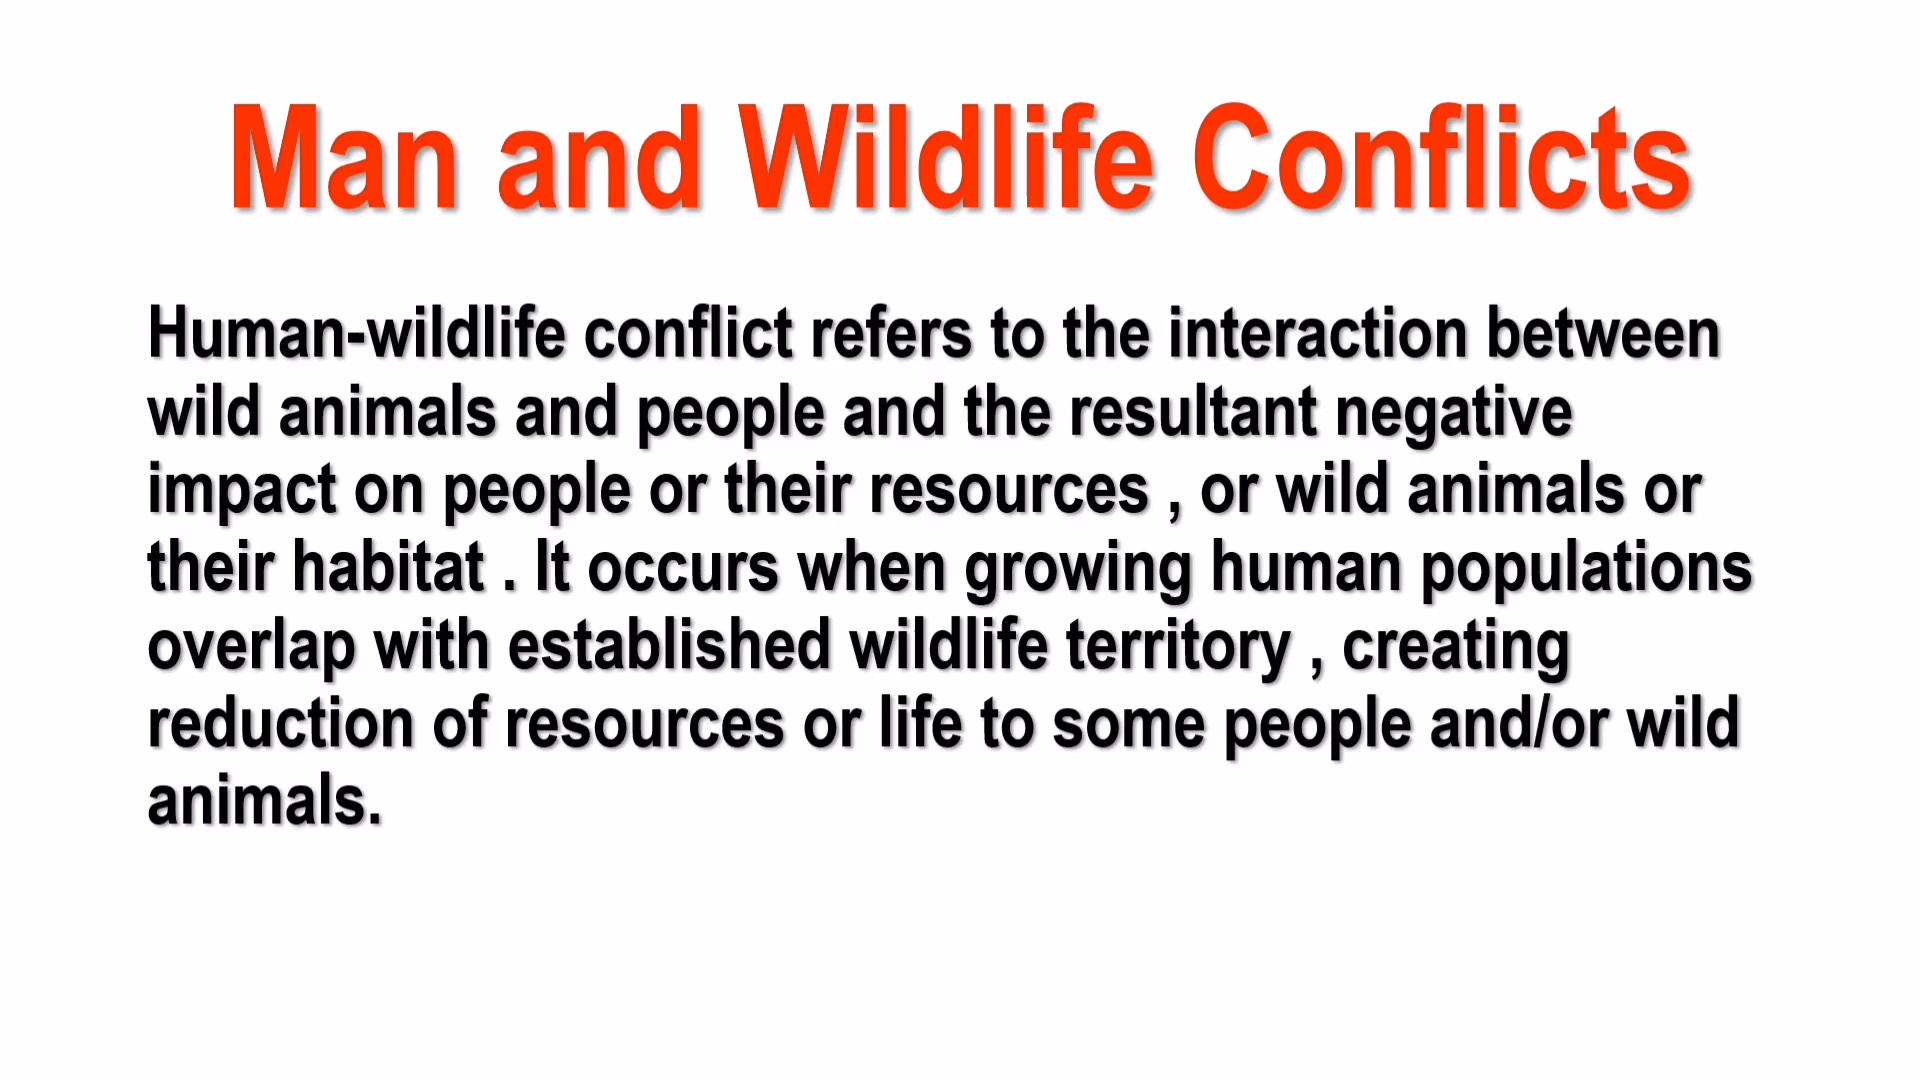 Man and Wildlife Conflicts
Human-wildlife conflict refers to the interaction between
wild animals and people and the resultant negative
impact on people or their resources , or wild animals or
their habitat . It occurs when growing human populations
overlap with established wildlife territory , creating
reduction of resources or life to some people and/or wild
animals.